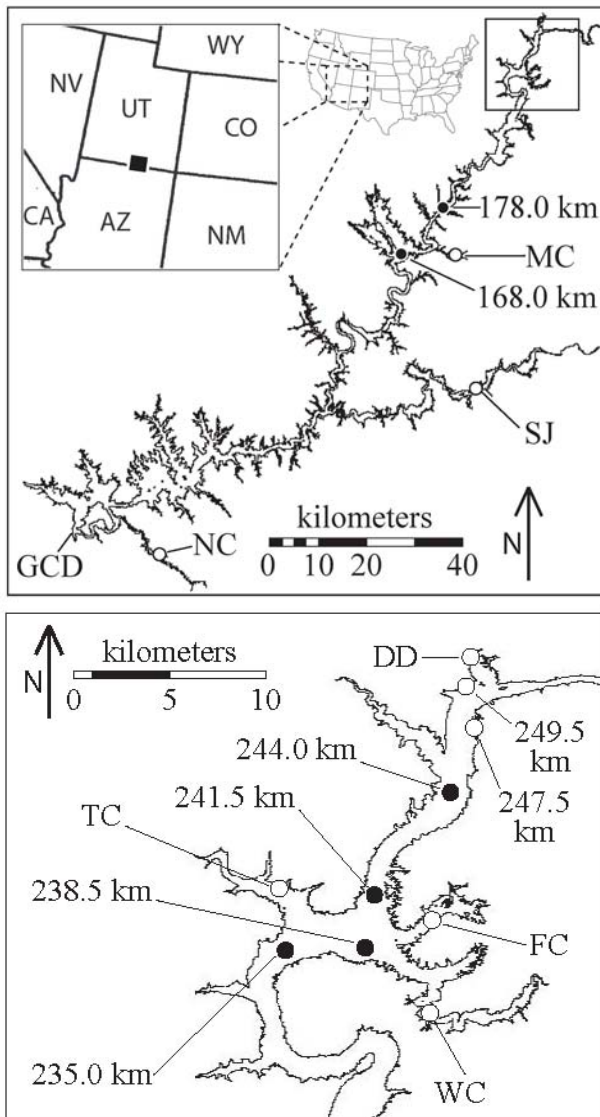 WY
NV
UT
CO
CA
AZ
NM
178.0 km
MC
168.0 km
SJ
kilometers
0 10 20 40
N
NC
GCD
kilometers
0 5 10
N
DD
249.5
km
244.0 km
247.5
km
241.5 km
TC
238.5 km
FC
235.0 km
WC